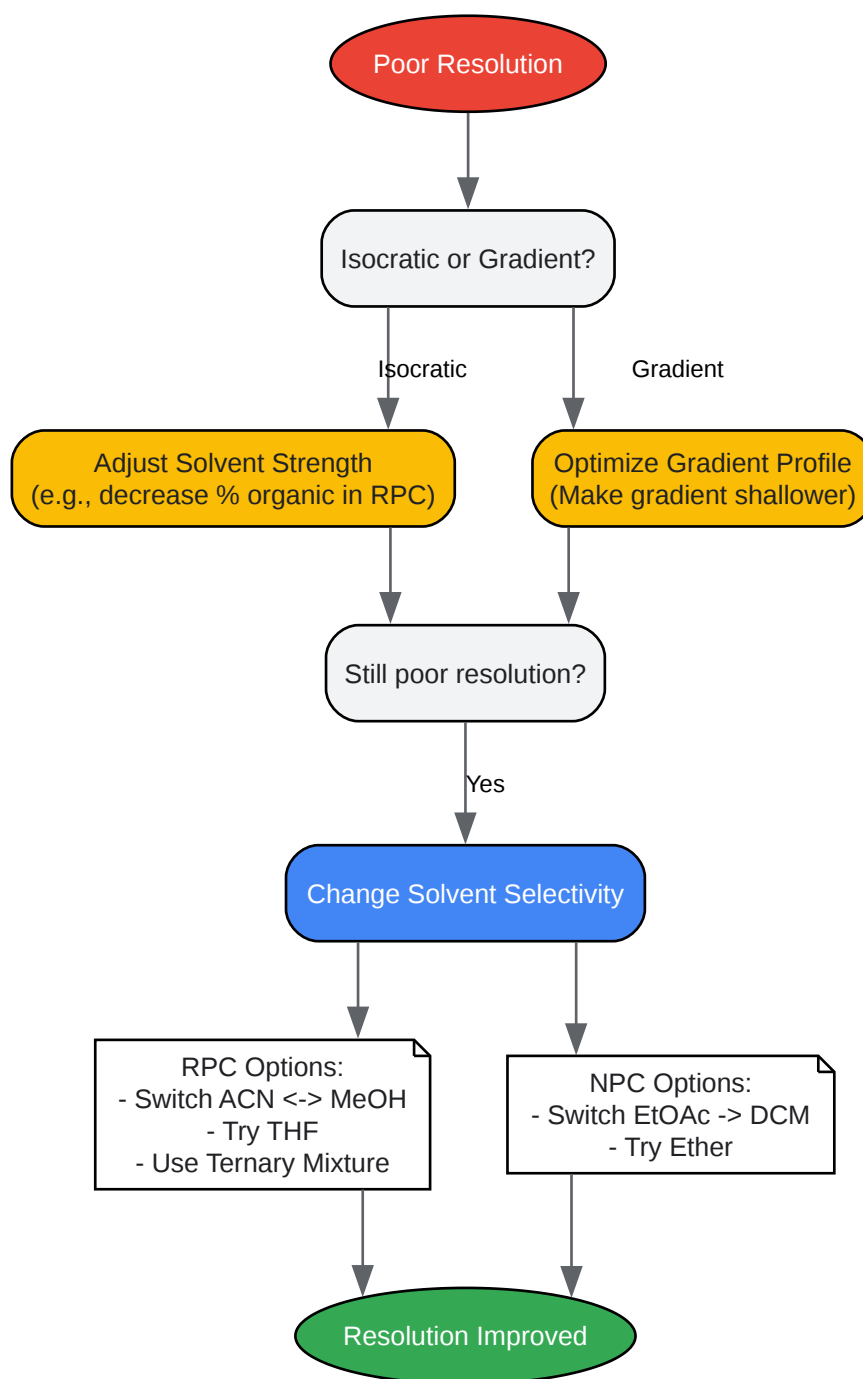 Poor Resolution
Isocratic or Gradient?
Isocratic
Gradient
Adjust Solvent Strength
(e.g., decrease % organic in RPC)
Optimize Gradient Profile
(Make gradient shallower)
Still poor resolution?
Yes
Change Solvent Selectivity
RPC Options:
- Switch ACN <-> MeOH
- Try THF
- Use Ternary Mixture
NPC Options:
- Switch EtOAc -> DCM
- Try Ether
Resolution Improved